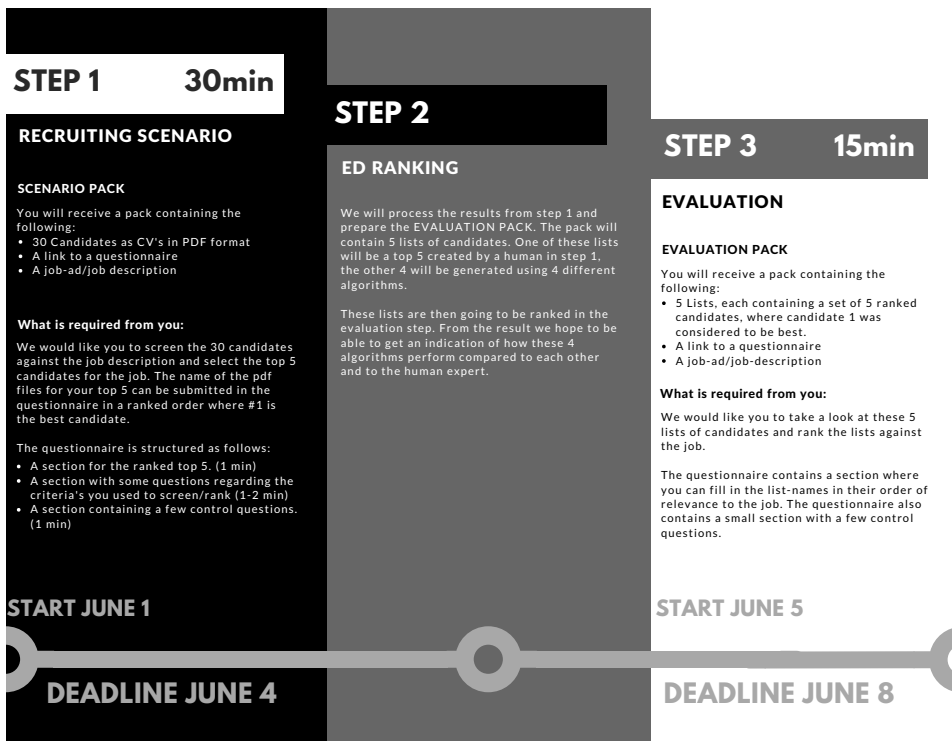 STEP 1 30min
RECRUITING SCENARIO
SCENARIO PACK
You will receive a pack containing the
following:
• 30 Candidates as CV's in PDF format
• A link to a questionnaire
• A job-ad/job description
What is required from you:
We would like you to screen the 30 candidates
against the job description and select the top 5
candidates for the job. The name of the pdf
files for your top 5 can be submitted in the
questionnaire in a ranked order where #1 is
the best candidate.
The questionnaire is structured as follows:
• A section for the ranked top 5. (1 min)
• A section with some questions regarding the
criteria's you used to screen/rank (1-2 min)
• A section containing a few control questions.
(1 min)
START JUNE 1
DEADLINE JUNE 4
STEP 2
ED RANKING
We will process the results from step 1 and
prepare the EVALUATION PACK. The pack will
contain 5 lists of candidates. One of these lists
will be a top 5 created by a human in step 1,
the other 4 will be generated using 4 different
algorithms.
These lists are then going to be ranked in the
evaluation step. From the result we hope to be
able to get an indication of how these 4
algorithms perform compared to each other
and to the human expert.
STEP 3 15min
EVALUATION
EVALUATION PACK
You will receive a pack containing the
following:
• 5 Lists, each containing a set of 5 ranked
candidates, where candidate 1 was
considered to be best.
• A link to a questionnaire
• A job-ad/job-description
What is required from you:
We would like you to take a look at these 5
lists of candidates and rank the lists against
the job.
The questionnaire contains a section where
you can fill in the list-names in their order of
relevance to the job. The questionnaire also
contains a small section with a few control
questions.
START JUNE 5
DEADLINE JUNE 8